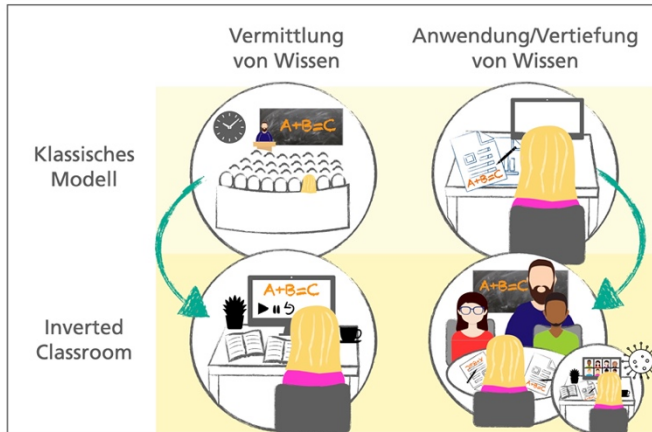 Vermittlung
von Wissen
Anwendung/Vertiefung
von Wissen
Klassisches
Modell
A+B=C
A+B=C
Inverted
Classroom
A+B=C
A+B=C
A+B=C
A+B=C